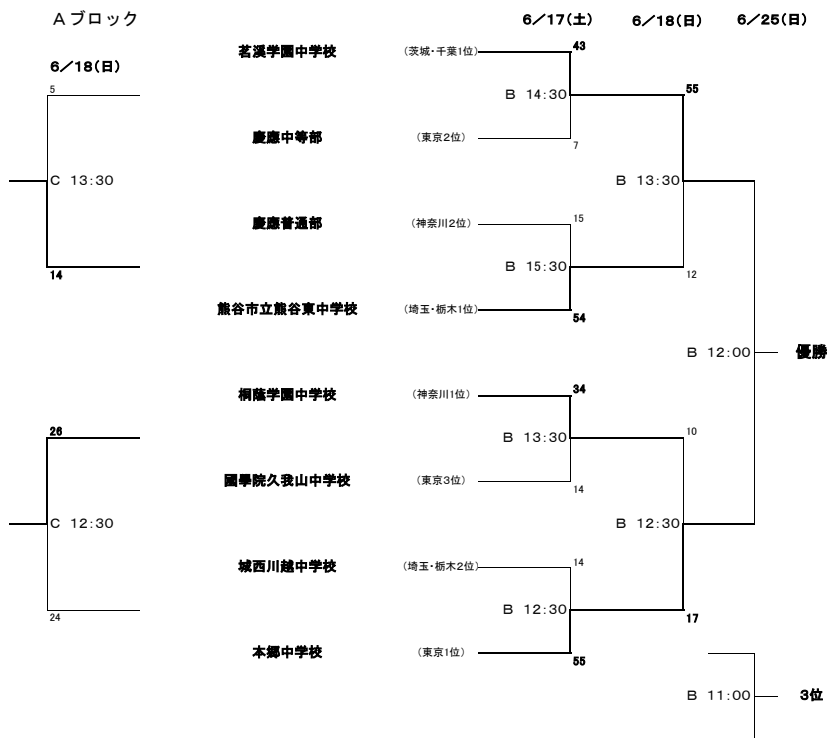 Aブロック
6/17(土) 6/18(日) 6/25(日)
茗溪学園中学校 (茨城・千葉1位) 43
6/18(日)
5 B 14:30 55
慶應中等部 (東京2位) 7
C 13:30 B 13:30
慶應普通部 (神奈川2位) 15
14 B 15:30 12
熊谷市立熊谷東中学校 (埼玉・栃木1位) 54
B 12:00 優勝
桐蔭学園中学校 (神奈川1位) 34
26 B 13:30 10
國學院久我山中学校 (東京3位) 14
C 12:30 B 12:30
城西川越中学校 (埼玉・栃木2位) 14
24 B 12:30 17
本郷中学校 (東京1位) 55
B 11:00 3位